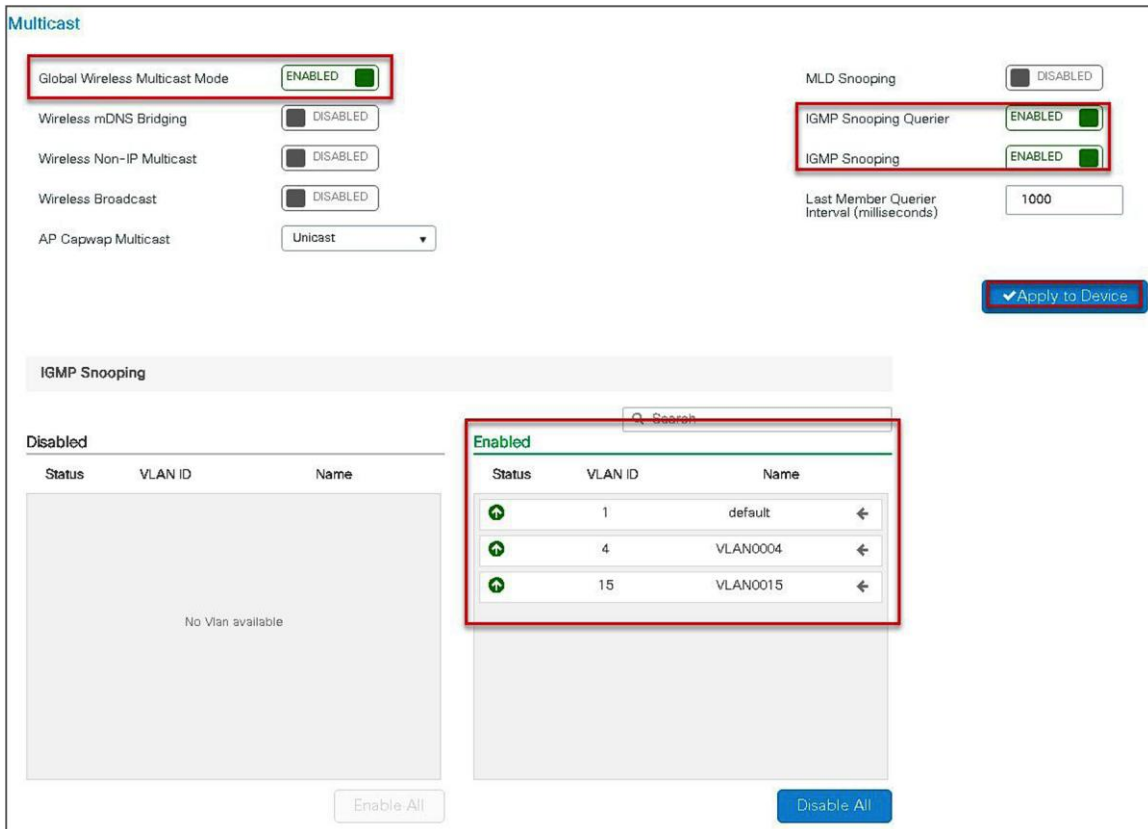 Multicast
Global Wireless Multicast Mode ENABLED
Wireless mDNS Bridging DISABLED
Wireless Non-IP Multicast DISABLED
Wireless Broadcast DISABLED
AP Capwap Multicast Unicast
MLD Snooping DISABLED
IGMP Snooping Querier ENABLED
IGMP Snooping ENABLED
Last Member Querier
Interval (milliseconds) 1000
Apply to Device
IGMP Snooping
Search
Disabled
Status VLAN ID Name
No Vlan available
Enable All
Enabled
Status VLAN ID Name
1 default
4 VLAN0004
15 VLAN0015
Disable All